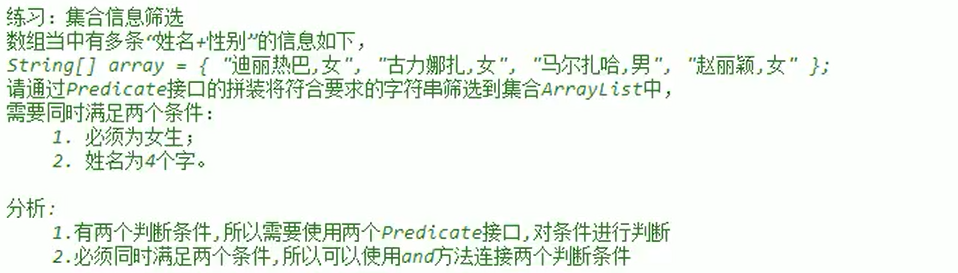 练习：集合信息筛选
数组当中有多条“姓名+性别”的信息如下，
String[] array = { "迪丽热巴,女", "古力娜扎,女", "马尔扎哈,男", "赵丽颖,女" };
请通过Predicate接口的拼装将符合要求的字符串筛选到集合ArrayList中，
需要同时满足两个条件：
1. 必须为女生；
2. 姓名为4个字。
分析：
1.有两个判断条件,所以需要使用两个Predicate接口,对条件进行判断
2.必须同时满足两个条件,所以可以使用and方法连接两个判断条件